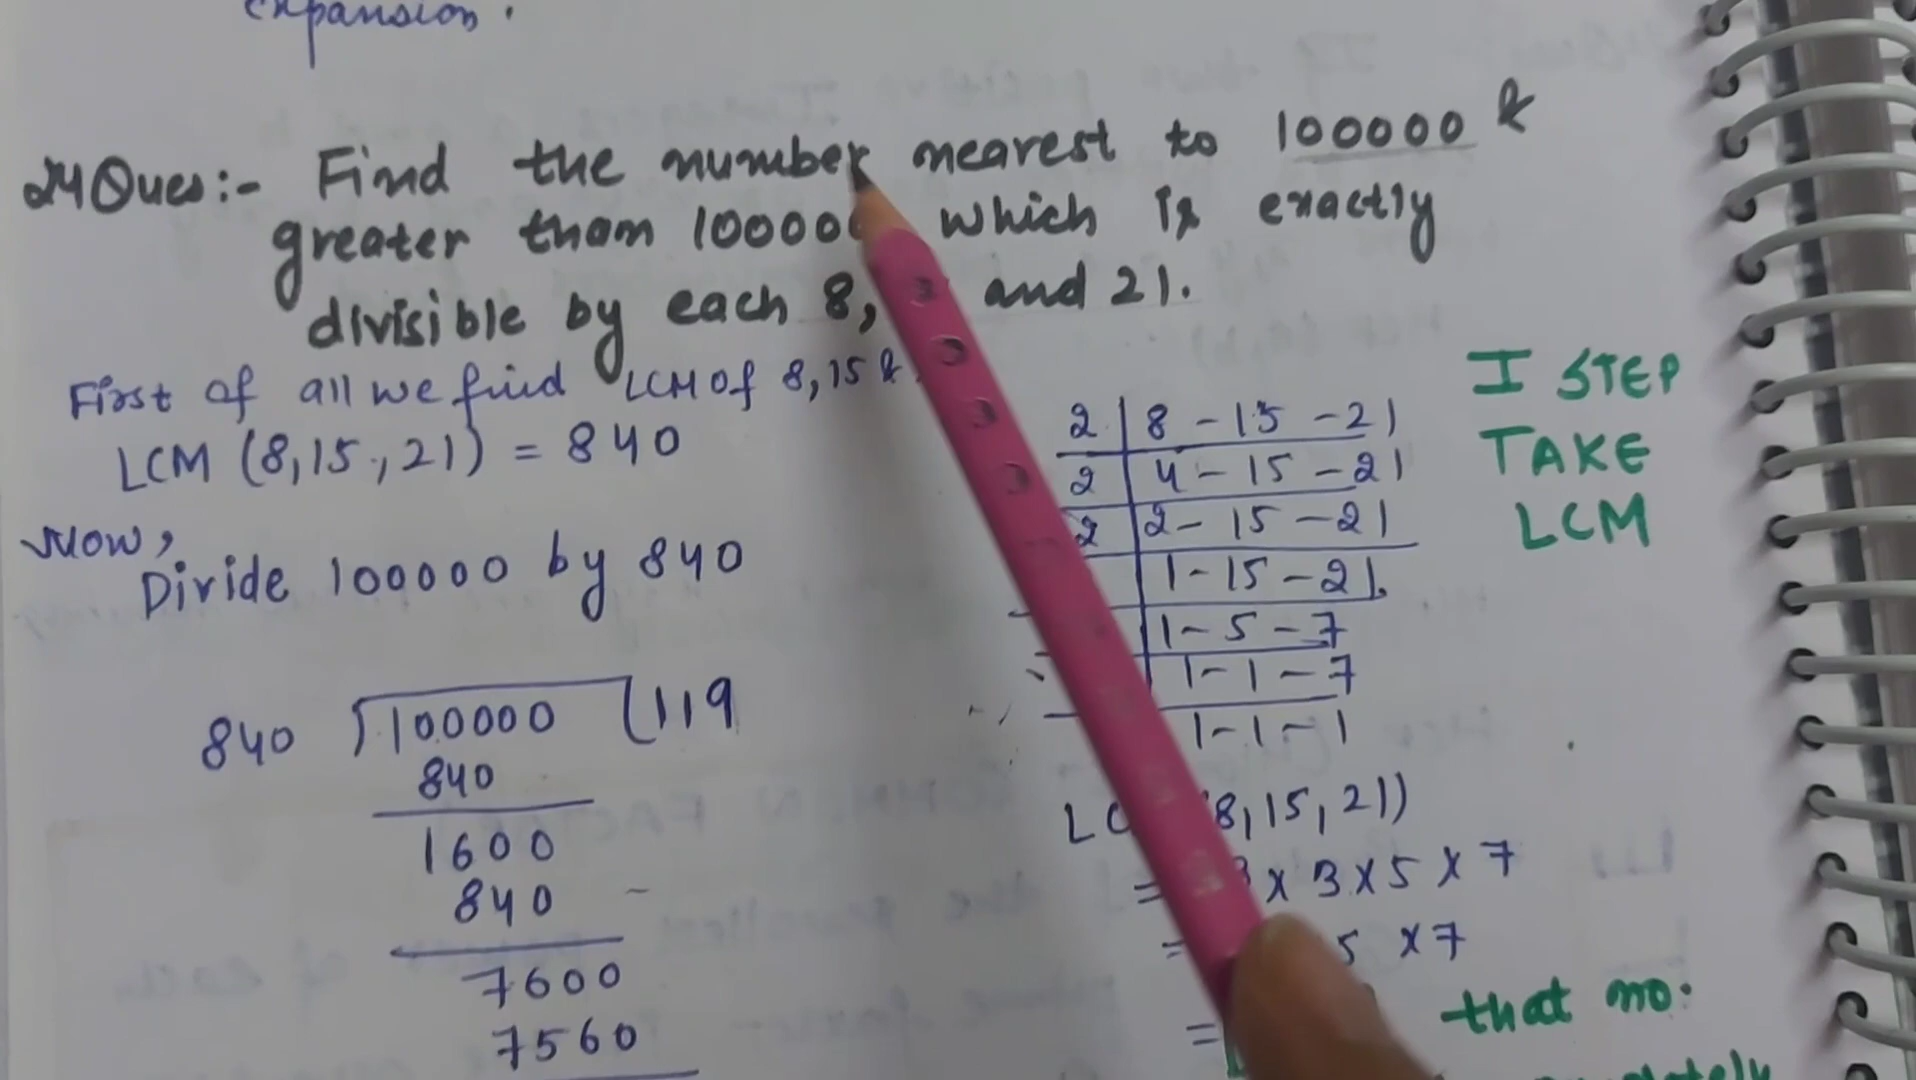 expansion.
24 Ques:- Find the number nearest to 100000 &
greater than 10000 which is exactly
divisible by each 8, and 21.
First of all we find LCM of 8, 15 &
LCM (8, 15, 21) = 840
Now,
Divide 100000 by 840
840 100000 119
840
1600
840
7600
7560
2 8 - 15 - 21
2 4 - 15 - 21
2 2 - 15 - 21
1 - 15 - 21
1 - 5 - 7
1 - 1 - 7
1 - 1 - 1
LC 8, 15, 21)
= 3 x 3 x 5 x 7
= 5 x 7
=
I STEP
TAKE
LCM
that no.